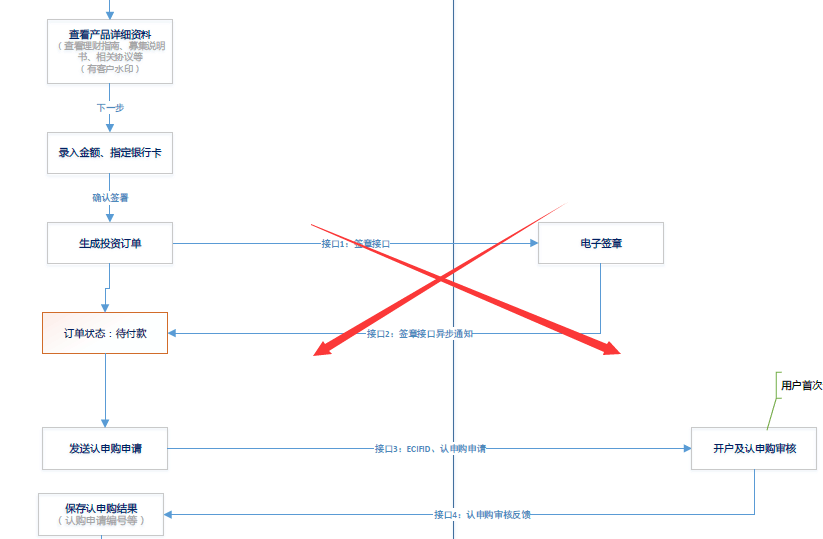 查看产品详细资料
（查看理财指南、募集说明
书、相关协议等
（有客户水印）
下一步
录入金额、指定银行卡
确认签署
生成投资订单
接口1：签章接口
电子签章
订单状态：待付款
接口2：签章接口异步通知
用户首次
发送认申购申请
接口3：ECIFID、认申购申请
开户及认申购审核
保存认申购结果
（认购申请编号等）
接口4：认申购审核反馈